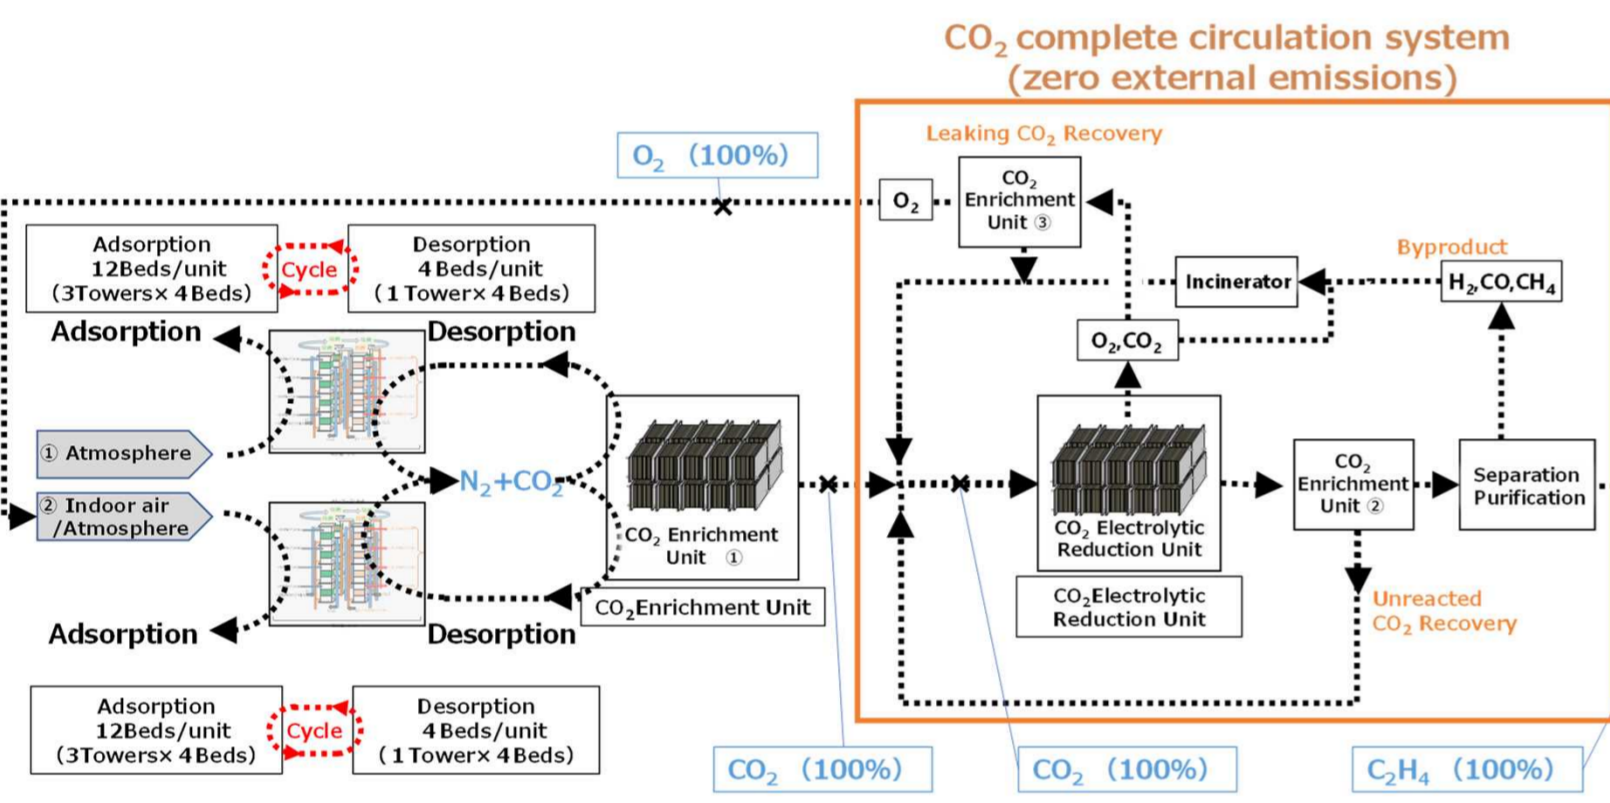 CO₂ complete circulation system
(zero external emissions)
Leaking CO₂ Recovery
O₂ （100%）
O₂
CO₂
Enrichment
Unit ③
Adsorption
12Beds/unit
（3Towers× 4Beds）
Cycle
Desorption
4Beds/unit
（1Tower× 4Beds）
Byproduct
Incinerator
H₂,CO,CH₄
O₂,CO₂
Adsorption
Desorption
① Atmosphere
② Indoor air
/Atmosphere
N₂+CO₂
CO₂ Enrichment
Unit ①
CO₂Enrichment Unit
CO₂ Electrolytic
Reduction Unit
CO₂Electrolytic
Reduction Unit
CO₂
Enrichment
Unit ②
Separation
Purification
Unreacted
CO₂ Recovery
Adsorption
Desorption
Adsorption
12Beds/unit
（3Towers× 4Beds）
Cycle
Desorption
4Beds/unit
（1Tower× 4Beds）
CO₂ （100%）
CO₂ （100%）
C₂H₄ （100%）